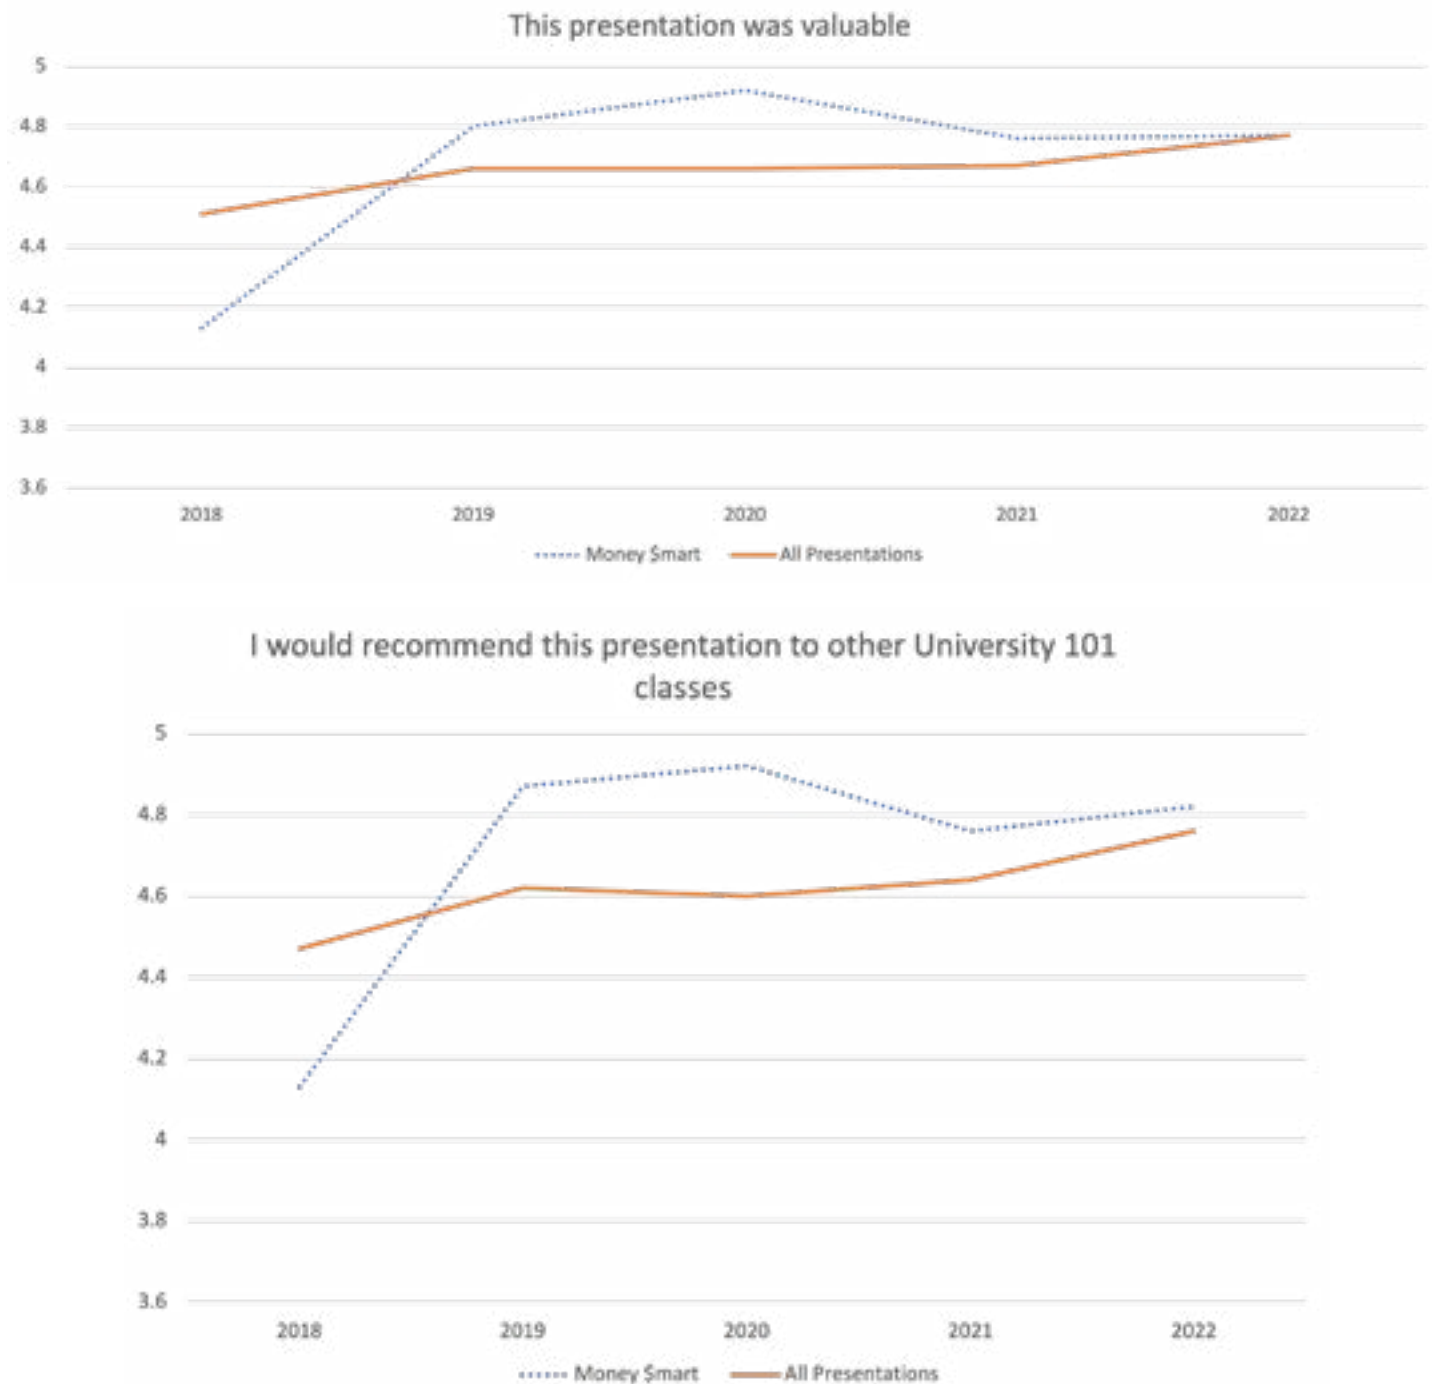 This presentation was valuable
5
4.8
4.6
4.4
4.2
4
3.8
3.6
2018 2019 2020 2021 2022
Money $mart All Presentations
I would recommend this presentation to other University 101
classes
5
4.8
4.6
4.4
4.2
4
3.8
3.6
2018 2019 2020 2021 2022
Money $mart All Presentations